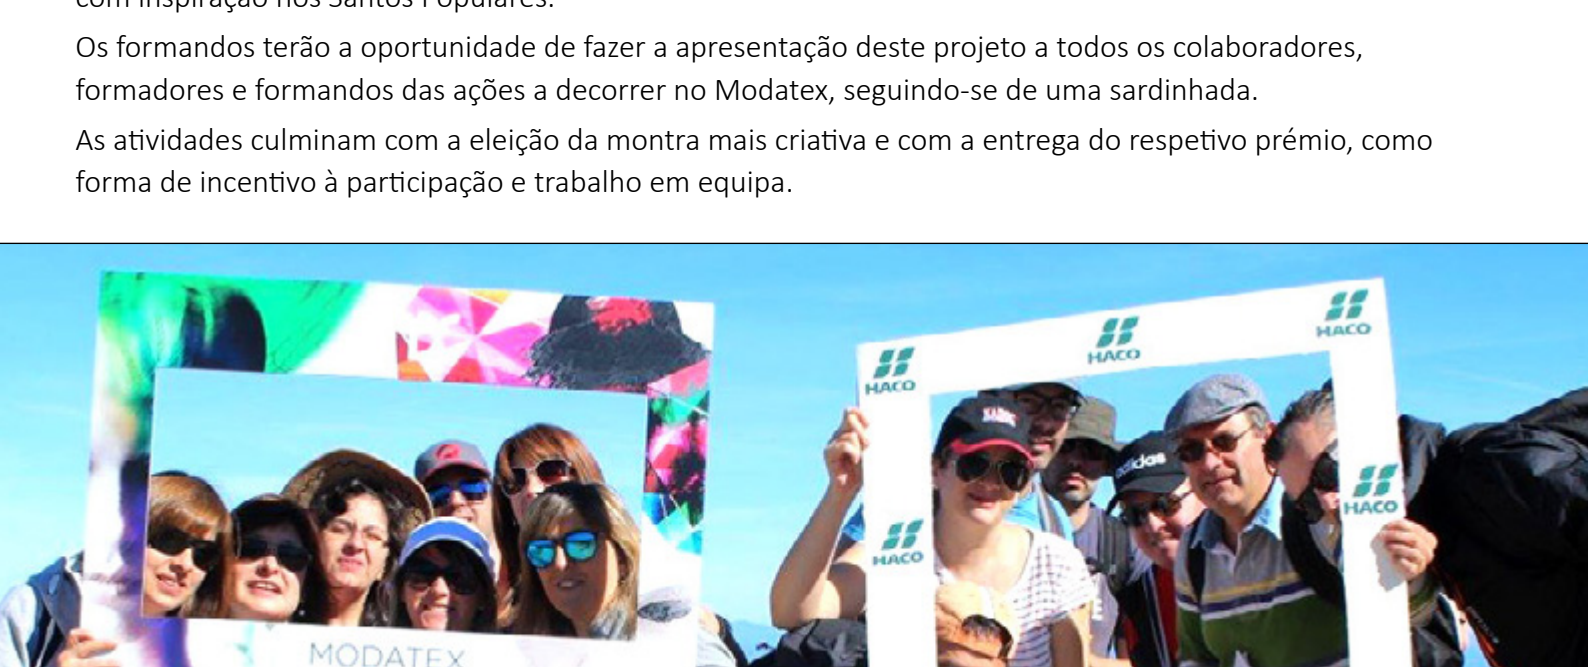 com inspiração nos Santos Populares.
Os formandos terão a oportunidade de fazer a apresentação deste projeto a todos os colaboradores,
formadores e formandos das ações a decorrer no Modatex, seguindo-se de uma sardinhada.
As atividades culminam com a eleição da montra mais criativa e com a entrega do respetivo prémio, como
forma de incentivo à participação e trabalho em equipa.
HACO
HACO
HACO
adidas
HACO
HACO
MODATEX